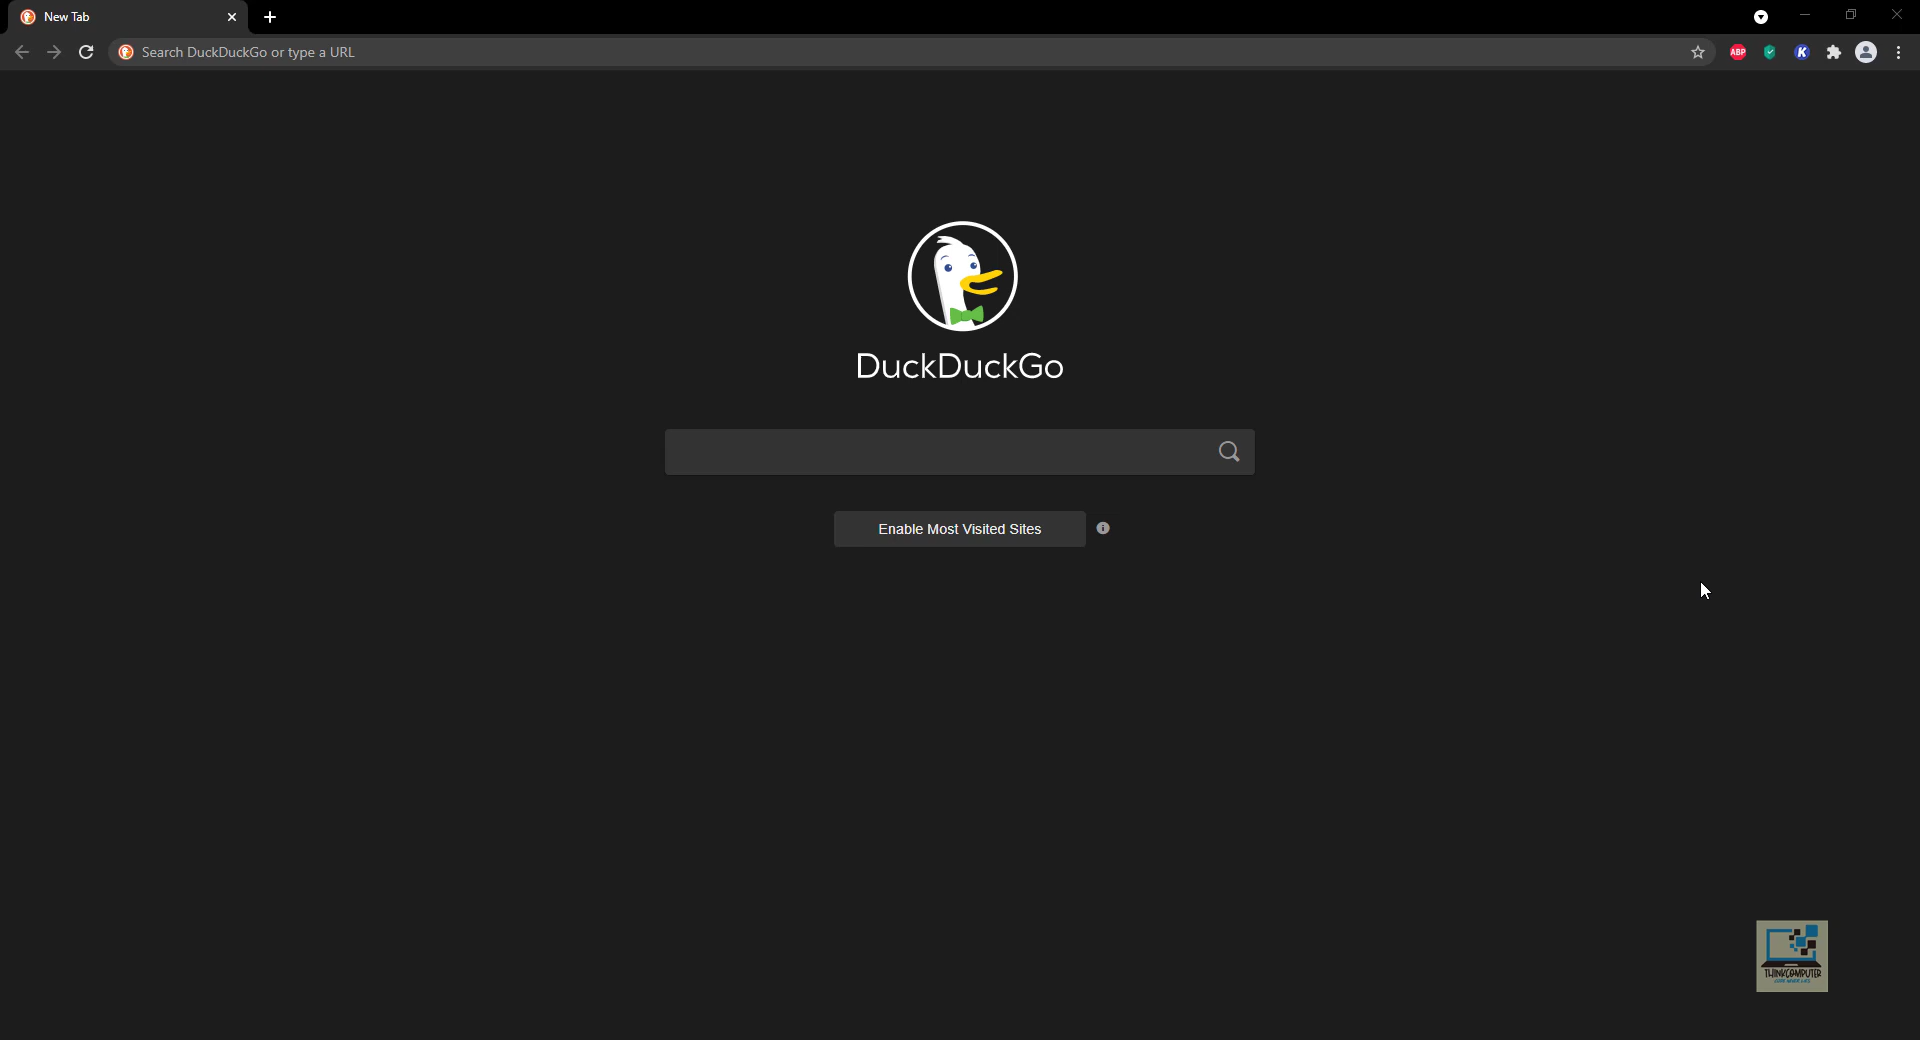 New Tab
Search DuckDuckGo or type a URL
ABP
K
DuckDuckGo
Enable Most Visited Sites
THINKCOMPUTER